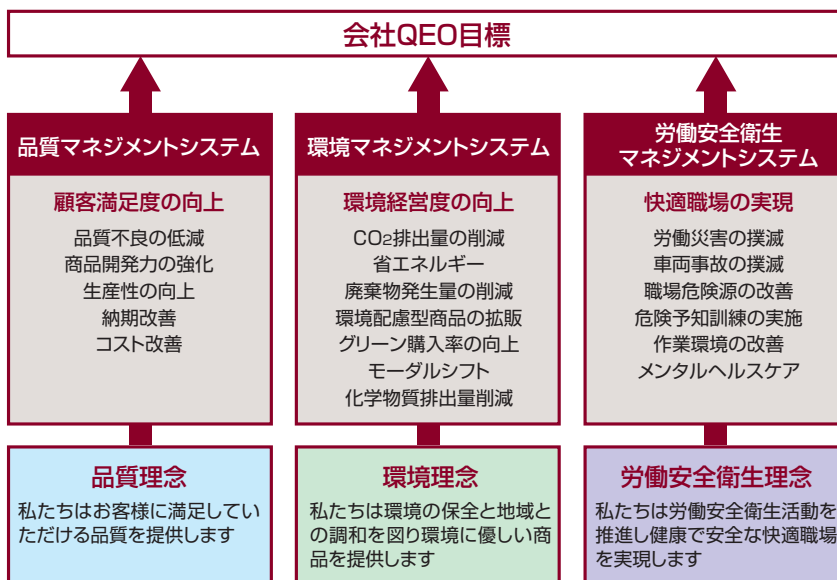 会社QEO目標
品質マネジメントシステム
顧客満足度の向上
品質不良の低減
商品開発力の強化
生産性の向上
納期改善
コスト改善
環境マネジメントシステム
環境経営度の向上
CO2排出量の削減
省エネルギー
廃棄物発生量の削減
環境配慮型商品の拡販
グリーン購入率の向上
モーダルシフト
化学物質排出量削減
労働安全衛生
マネジメントシステム
快適職場の実現
労働災害の撲滅
車両事故の撲滅
職場危険源の改善
危険予知訓練の実施
作業環境の改善
メンタルヘルスケア
品質理念
私たちはお客様に満足してい
ただける品質を提供します
環境理念
私たちは環境の保全と地域と
の調和を図り環境に優しい商
品を提供します
労働安全衛生理念
私たちは労働安全衛生活動を
推進し健康で安全な快適職場
を実現します